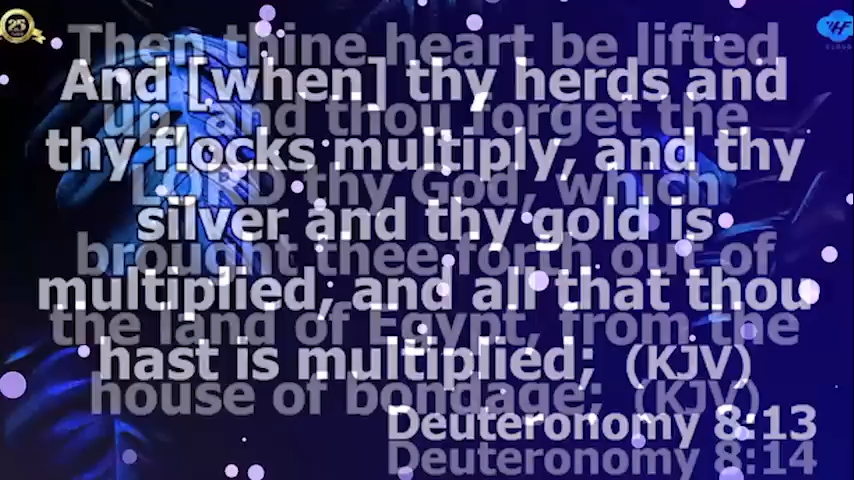 Then thine heart be lifted
And [when] thy herds and
up, and thou forget the
thy flocks multiply, and thy
LORD thy God, which
silver and thy gold is
brought thee forth out of
multiplied, and all that thou
the land of Egypt, from the
hast is multiplied; (KJV)
house of bondage; (KJV)
Deuteronomy 8:13
Deuteronomy 8:14
25
HF
CLOUD